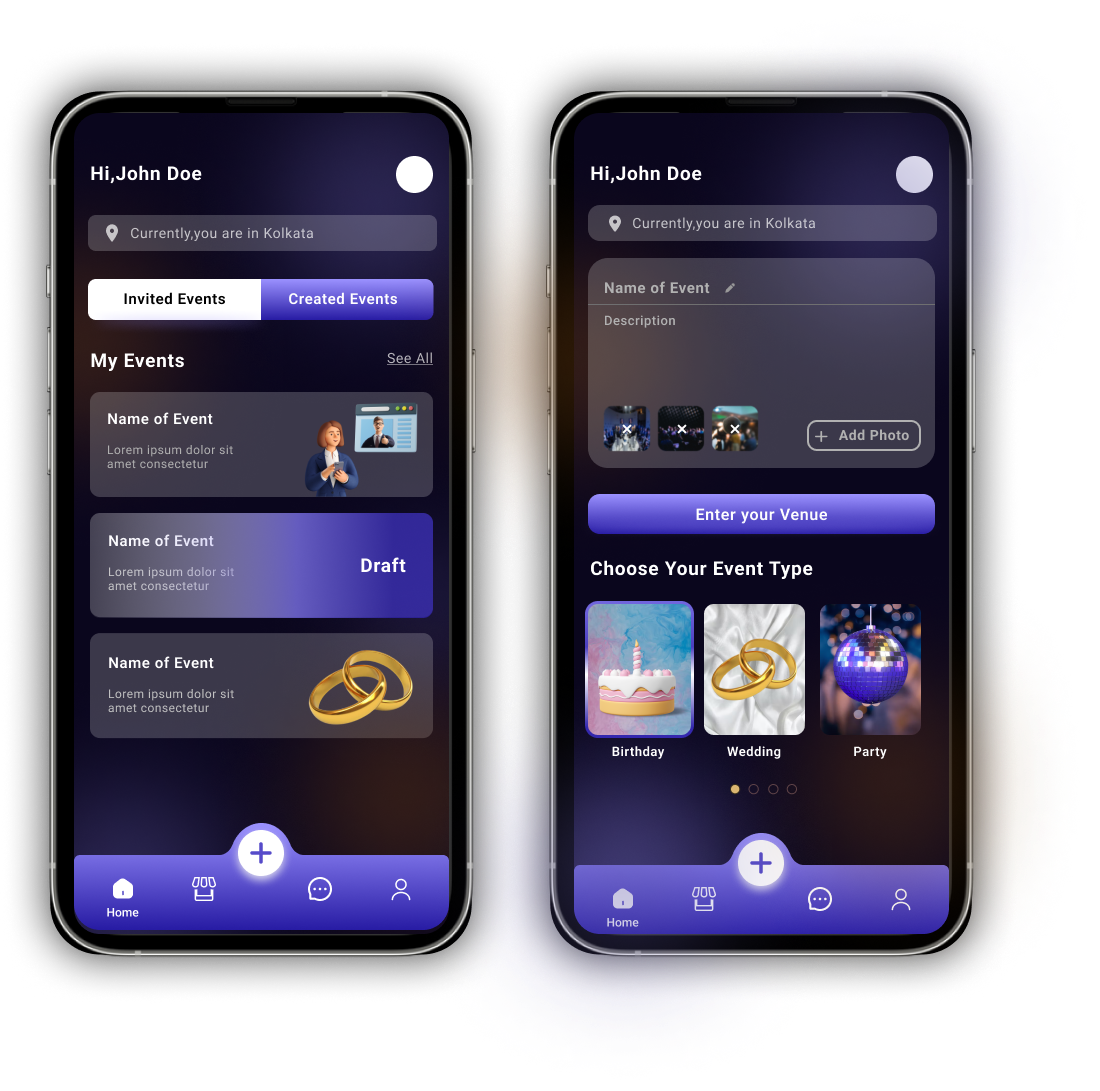 Hi,John Doe
Currently,you are in Kolkata
Invited Events
Created Events
My Events
See All
Name of Event
Lorem ipsum dolor sit
amet consectetur
Name of Event
Lorem ipsum dolor sit
amet consectetur
Draft
Name of Event
Lorem ipsum dolor sit
amet consectetur
Home
Hi,John Doe
Currently,you are in Kolkata
Name of Event
Description
Add Photo
Enter your Venue
Choose Your Event Type
Birthday
Wedding
Party
Home